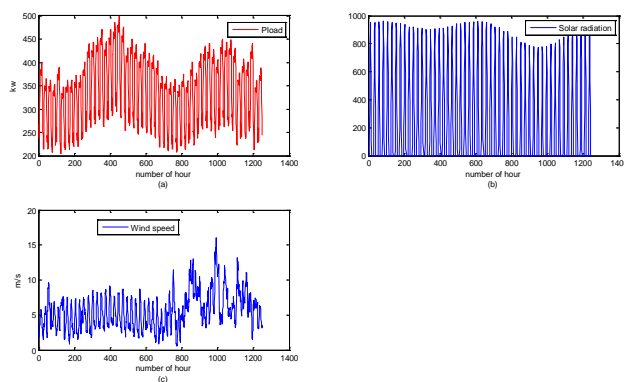 500
450
400
350
300
250
200
kw
Pload
0 200 400 600 800 1000 1200 1400
number of hour
(a)
1000
800
600
400
200
0
Solar radiation
0 200 400 600 800 1000 1200 1400
number of hour
(b)
20
15
10
5
0
m/s
Wind speed
0 200 400 600 800 1000 1200 1400
number of hour
(c)